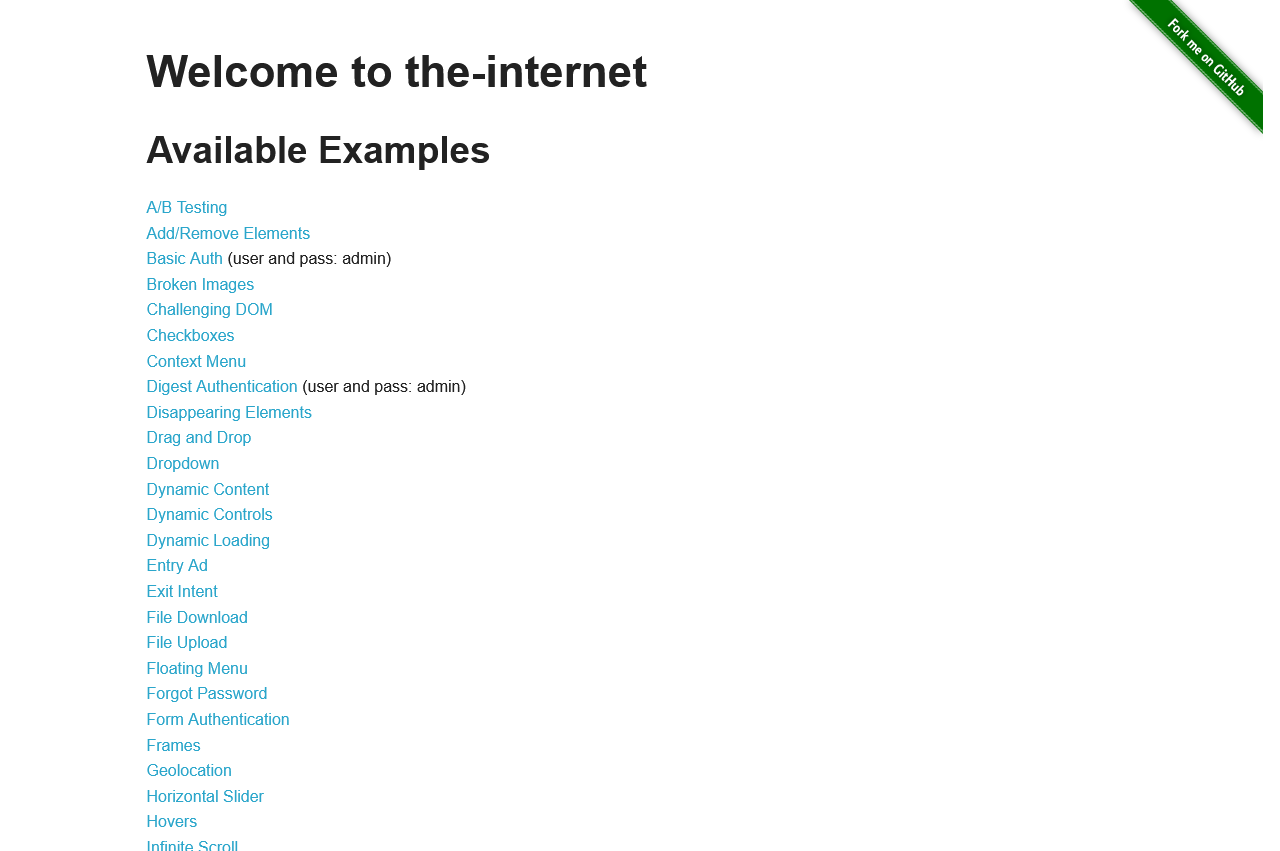 Fork me on GitHub
Welcome to the-internet
Available Examples
A/B Testing
Add/Remove Elements
Basic Auth (user and pass: admin)
Broken Images
Challenging DOM
Checkboxes
Context Menu
Digest Authentication (user and pass: admin)
Disappearing Elements
Drag and Drop
Dropdown
Dynamic Content
Dynamic Controls
Dynamic Loading
Entry Ad
Exit Intent
File Download
File Upload
Floating Menu
Forgot Password
Form Authentication
Frames
Geolocation
Horizontal Slider
Hovers
Infinite Scroll